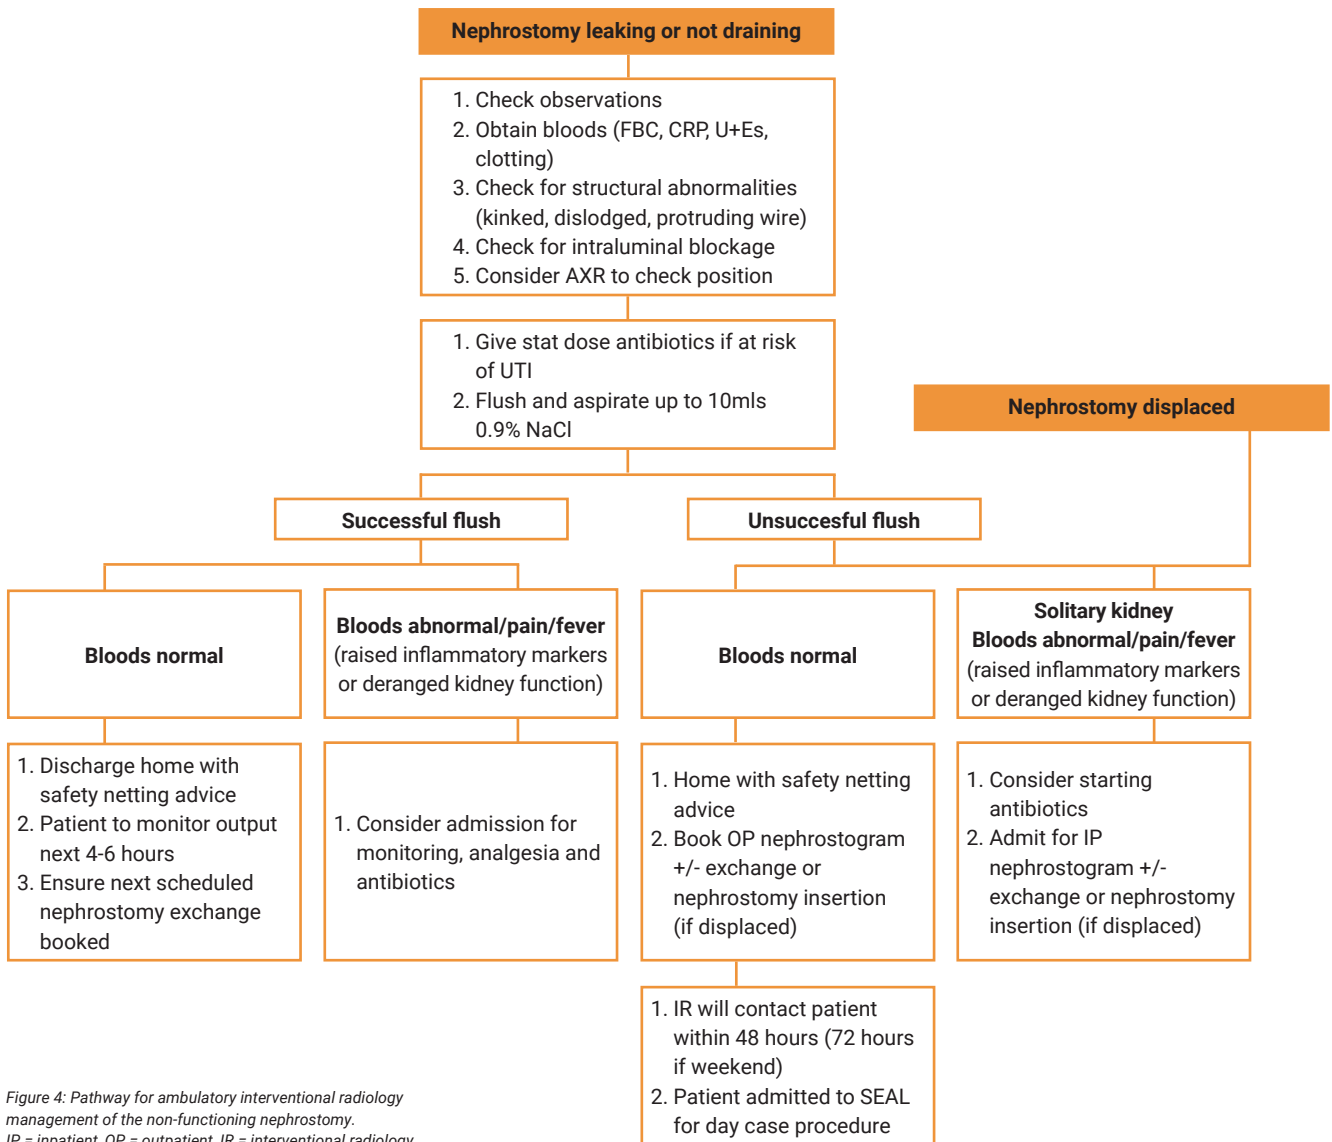 Nephrostomy leaking or not draining
1. Check observations
2. Obtain bloods (FBC, CRP, U+Es,
clotting)
3. Check for structural abnormalities
(kinked, dislodged, protruding wire)
4. Check for intraluminal blockage
5. Consider AXR to check position
1. Give stat dose antibiotics if at risk
of UTI
2. Flush and aspirate up to 10mls
0.9% NaCl
Nephrostomy displaced
Successful flush
Unsuccesful flush
Bloods normal
Bloods abnormal/pain/fever
(raised inflammatory markers
or deranged kidney function)
Bloods normal
Solitary kidney
Bloods abnormal/pain/fever
(raised inflammatory markers
or deranged kidney function)
1. Discharge home with
safety netting advice
2. Patient to monitor output
next 4-6 hours
3. Ensure next scheduled
nephrostomy exchange
booked
1. Consider admission for
monitoring, analgesia and
antibiotics
1. Home with safety netting
advice
2. Book OP nephrostogram
+/- exchange or
nephrostomy insertion
(if displaced)
1. Consider starting
antibiotics
2. Admit for IP
nephrostogram +/-
exchange or nephrostomy
insertion (if displaced)
1. IR will contact patient
within 48 hours (72 hours
if weekend)
2. Patient admitted to SEAL
for day case procedure
Figure 4: Pathway for ambulatory interventional radiology
management of the non-functioning nephrostomy.
IP = inpatient, OP = outpatient, IR = interventional radiology